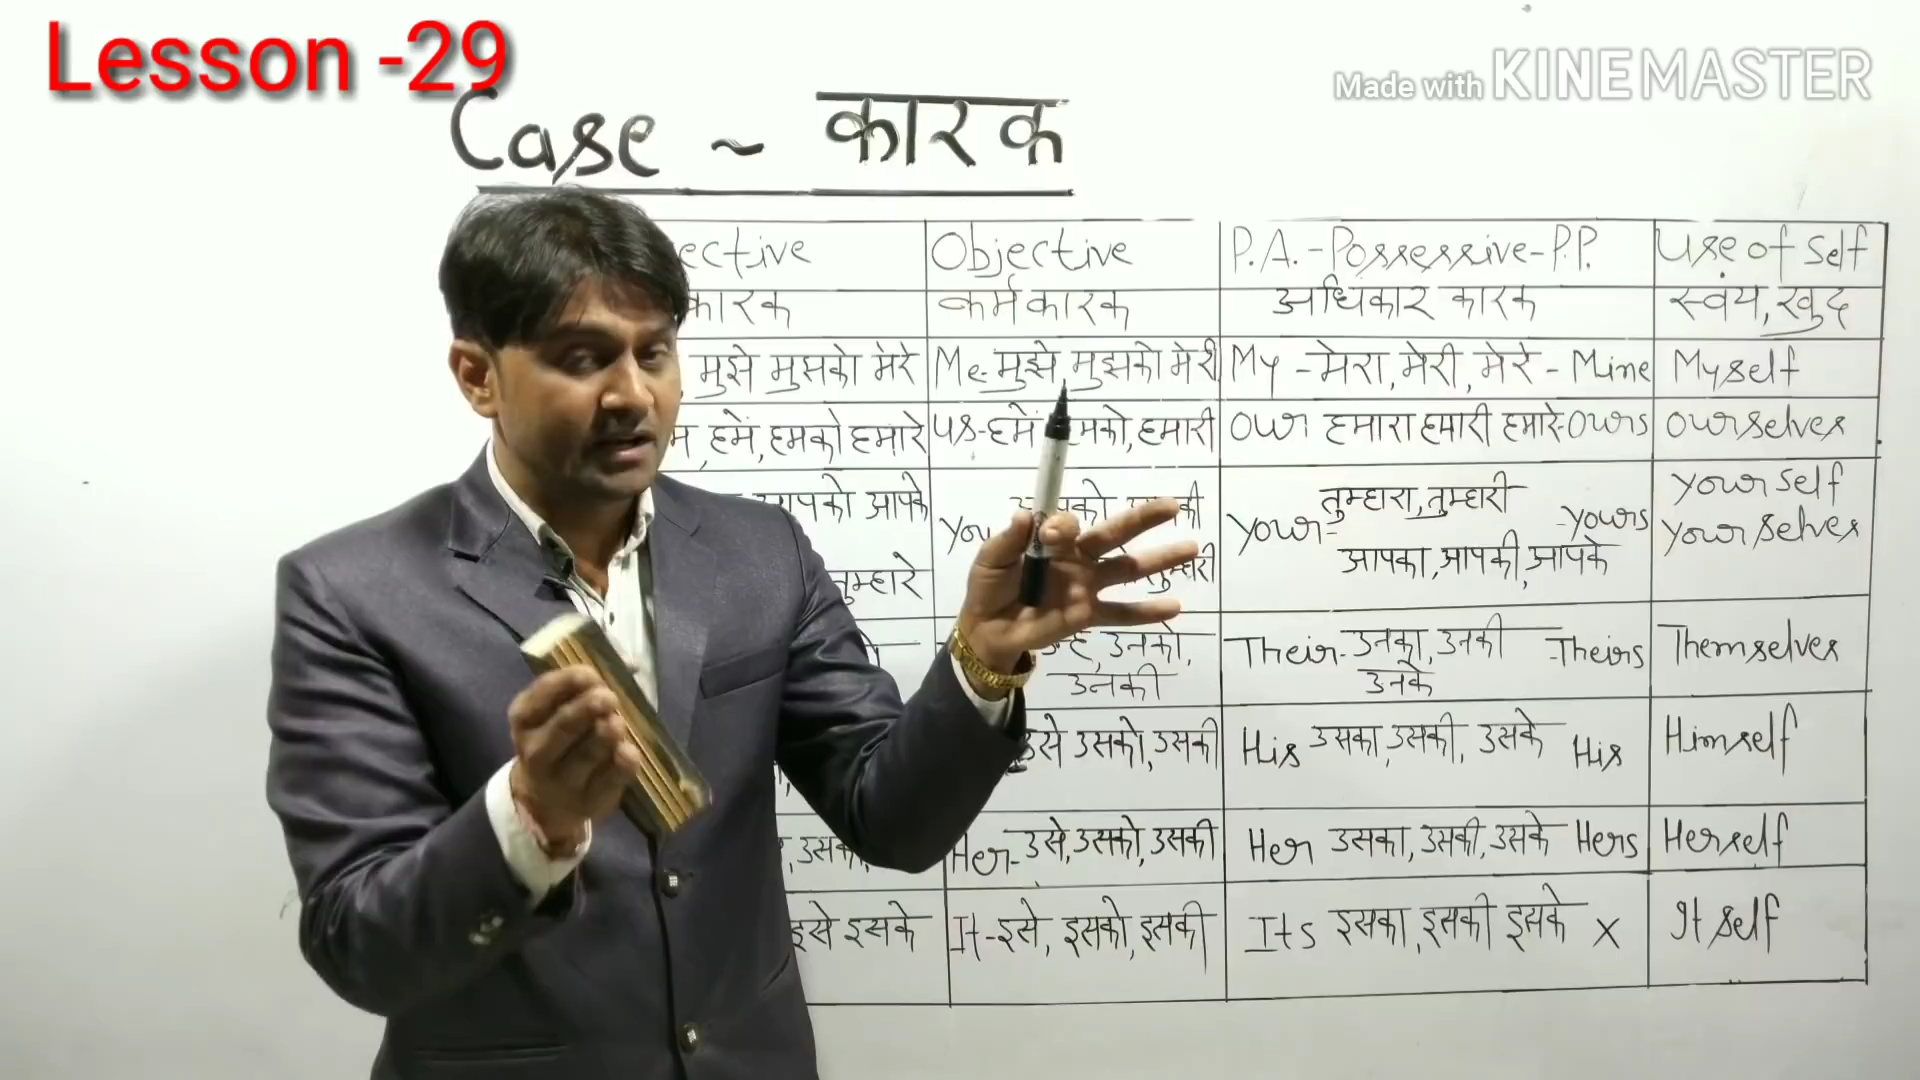 Lesson -29
Made with KINEMASTER
Case ~ कारक
ective Objective P.A.-Possessive-P.P. Use of Self
कारक कर्म कारक अधिकार कारक स्वंय, खुद
मुझे मुझको मेरे Me-मुझे, मुझको मेरी My - मेरा, मेरी, मेरे - Mine Myself
हमें, हमको हमारे us-हमें हमको, हमारी our हमारा हमारी हमारे-ours ourselves
आपको आपके तुम्हारा, तुम्हारी your self
you your- -yours your selves
तुम्हारे आपका, आपकी, आपके
उनको, Their- उनका, उनकी -Theirs Themselves
उनकी उनके
उसे उसको, उसकी His उसका, उसकी, उसके His Himself
Her-उसे, उसको, उसकी Her उसका, उसकी, उसके Hers Herself
इसे इसके It-इसे, इसको, इसकी Its इसका, इसकी इसके x It self